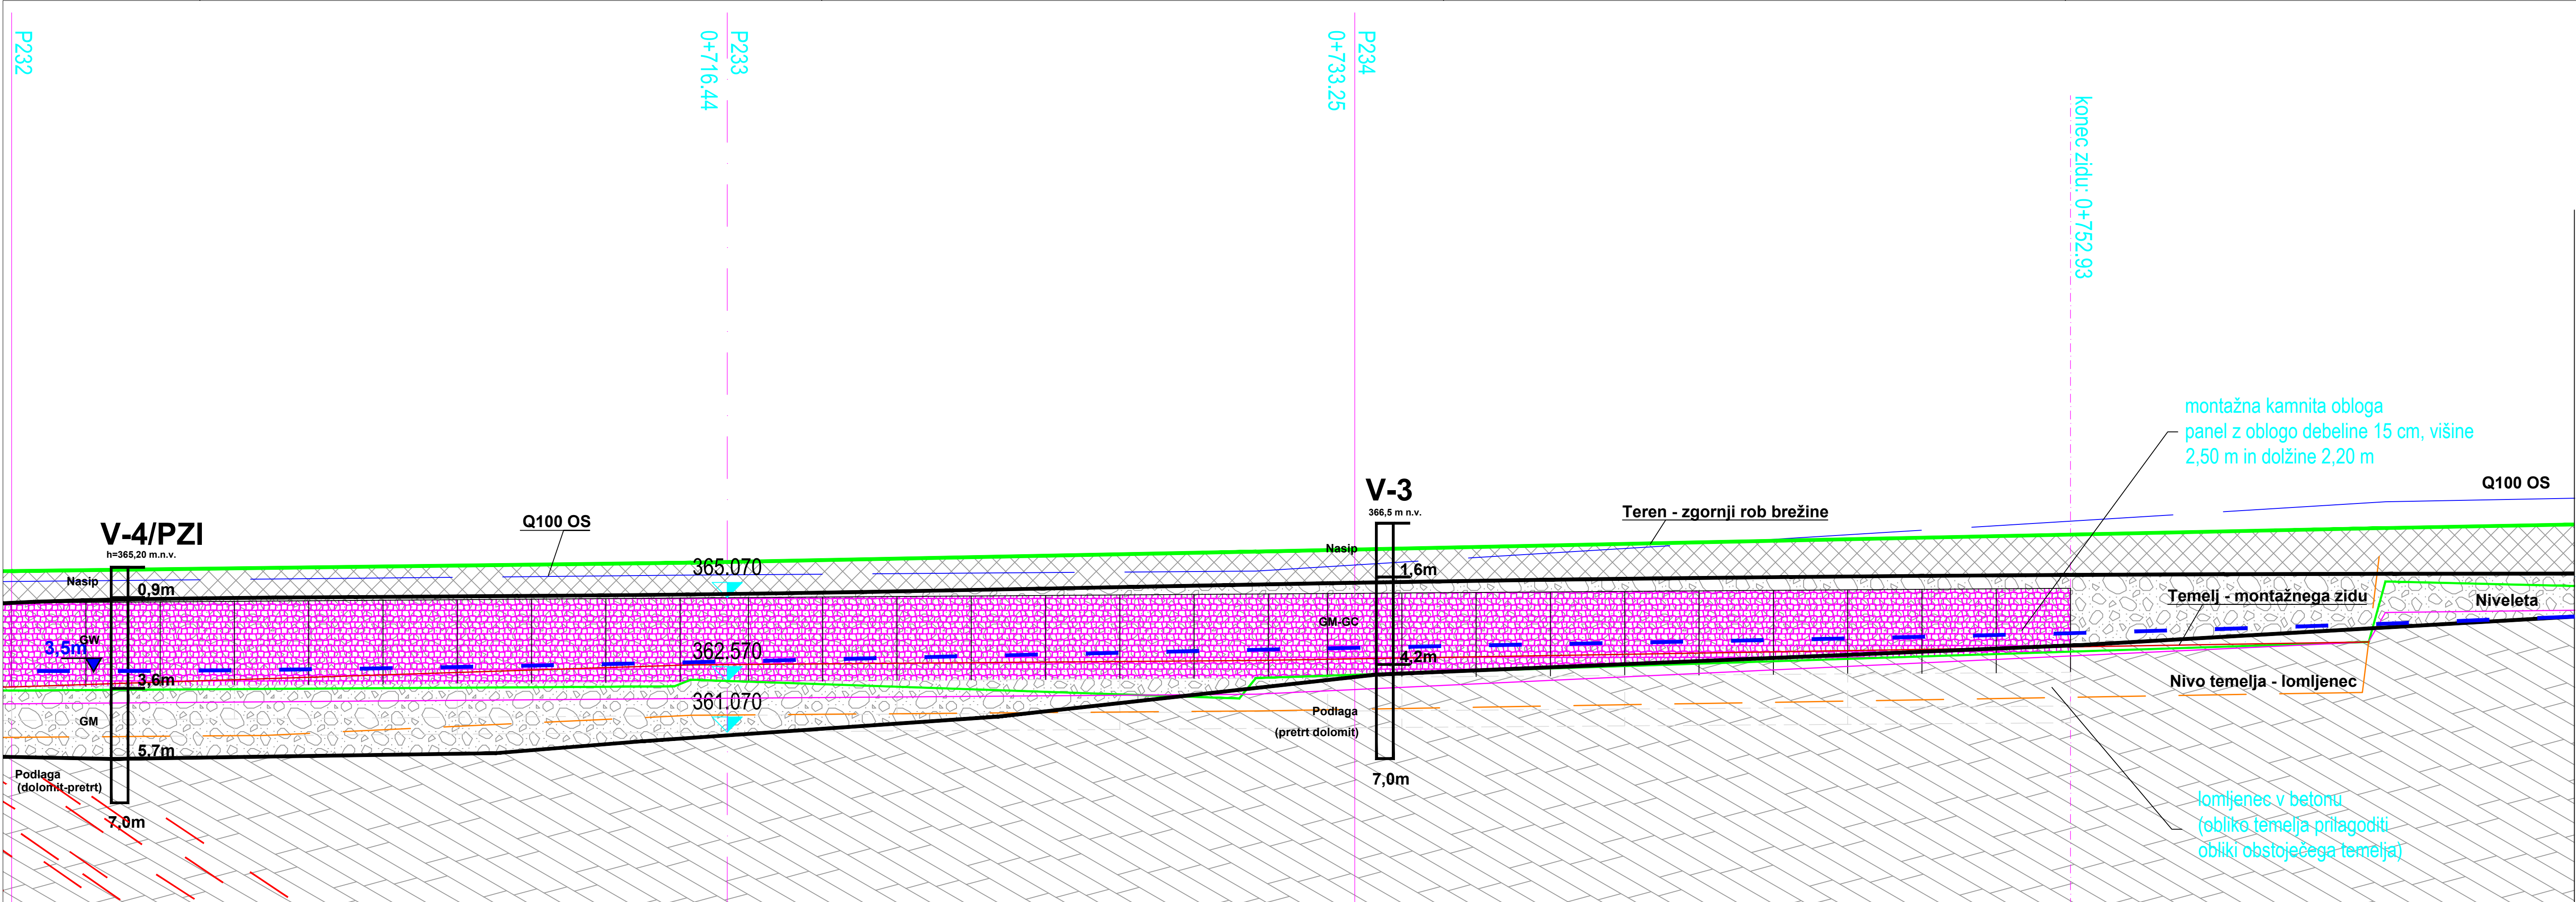 P232
P233
0+716.44
P234
0+733.25
konec zidu: 0+752.93
montažna kamnita obloga
panel z oblogo debeline 15 cm, višine
2,50 m in dolžine 2,20 m
Q100 OS
V-3
366,5 m n.v.
Teren - zgornji rob brežine
V-4/PZI
h=365,20 m.n.v.
Q100 OS
Nasip
365.070
1,6m
Nasip
0,9m
Temelj - montažnega zidu
Niveleta
GM-GC
GW
3,5m
362.570
4,2m
3,6m
Nivo temelja - lomljenec
361.070
GM
Podlaga
(pretrt dolomit)
5,7m
Podlaga
(dolomit-pretrt)
7,0m
7,0m
lomljenec v betonu
(obliko temelja prilagoditi
obliki obstoječega temelja)